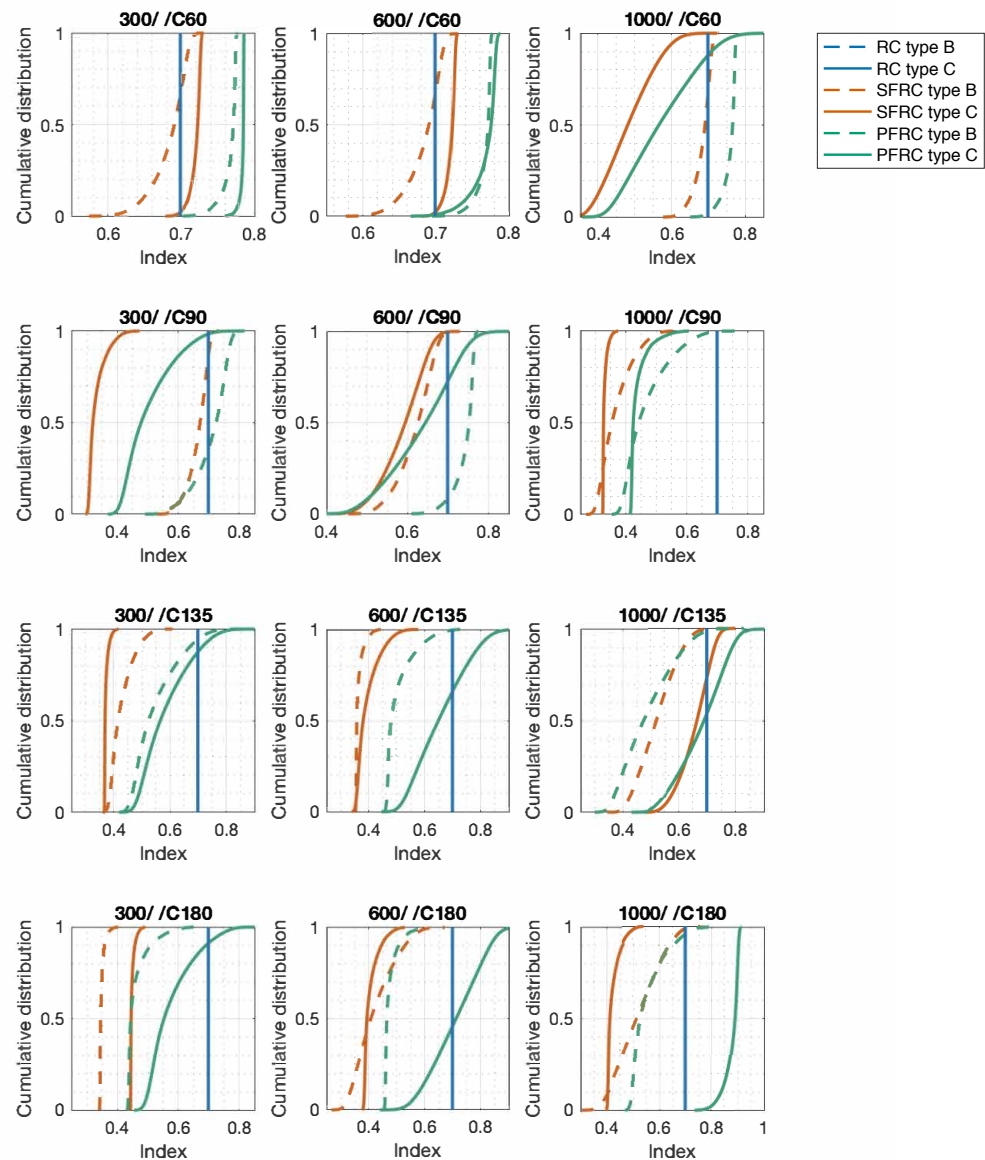 300/ /C60
600/ /C60
1000/ /C60
RC type B
RC type C
SFRC type B
SFRC type C
PFRC type B
PFRC type C
Cumulative distribution
1
0.5
0
0.6
0.7
0.8
Index
Cumulative distribution
1
0.5
0
0.6
0.7
0.8
Index
Cumulative distribution
1
0.5
0
0.4
0.6
0.8
Index
300/ /C90
600/ /C90
1000/ /C90
Cumulative distribution
1
0.5
0
0.4
0.6
0.8
Index
Cumulative distribution
1
0.5
0
0.4
0.6
0.8
Index
Cumulative distribution
1
0.5
0
0.4
0.6
0.8
Index
300/ /C135
600/ /C135
1000/ /C135
Cumulative distribution
1
0.5
0
0.4
0.6
0.8
Index
Cumulative distribution
1
0.5
0
0.4
0.6
0.8
Index
Cumulative distribution
1
0.5
0
0.4
0.6
0.8
Index
300/ /C180
600/ /C180
1000/ /C180
Cumulative distribution
1
0.5
0
0.4
0.6
0.8
Index
Cumulative distribution
1
0.5
0
0.4
0.6
0.8
Index
Cumulative distribution
1
0.5
0
0.4
0.6
0.8
1
Index